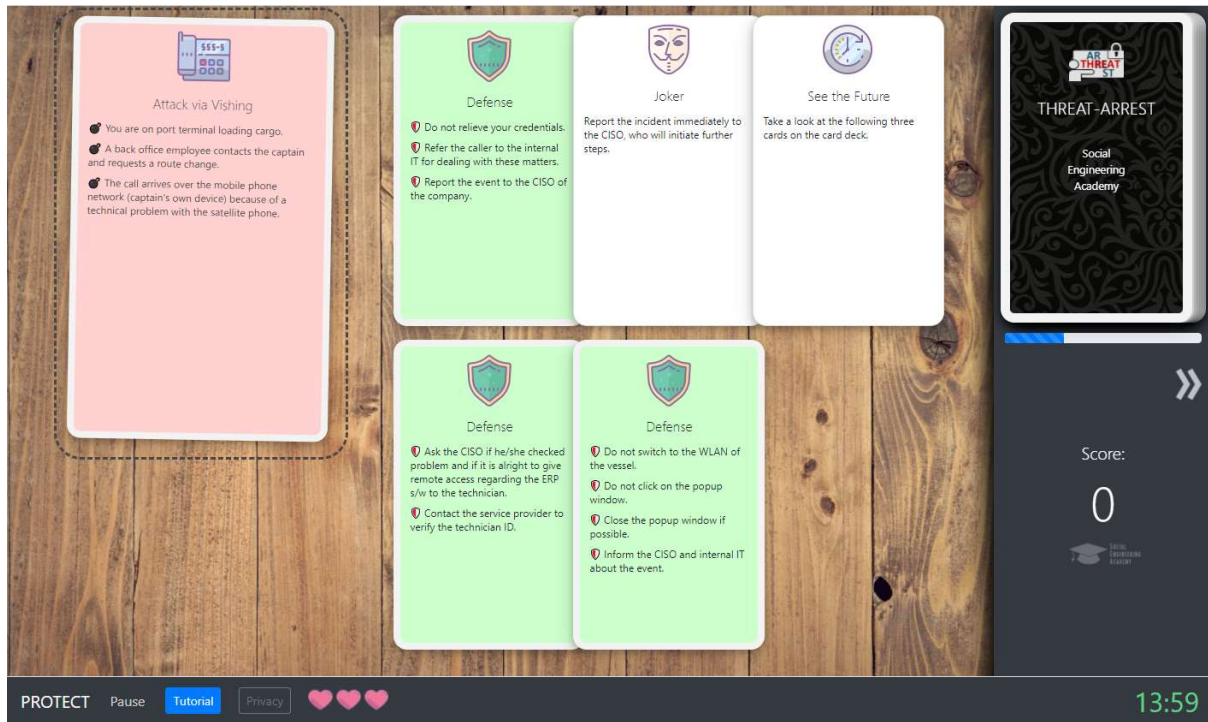 555-5
Attack via Vishing
You are on port terminal loading cargo.
A back office employee contacts the captain
and requests a route change.
The call arrives over the mobile phone
network (captain's own device) because of a
technical problem with the satellite phone.
Defense
Do not relieve your credentials.
Refer the caller to the internal
IT for dealing with these matters.
Report the event to the CISO of
the company.
Joker
Report the incident immediately to
the CISO, who will initiate further
steps.
See the Future
Take a look at the following three
cards on the card deck.
Defense
Ask the CISO if he/she checked
problem and if it is alright to give
remote access regarding the ERP
s/w to the technician.
Contact the service provider to
verify the technician ID.
Defense
Do not switch to the WLAN of
the vessel.
Do not click on the popup
window.
Close the popup window if
possible.
Inform the CISO and internal IT
about the event.
AR
THREAT
ST
THREAT-ARREST
Social
Engineering
Academy
Score:
0
Social
Engineering
Academy
PROTECT
Pause
Tutorial
Privacy
13:59